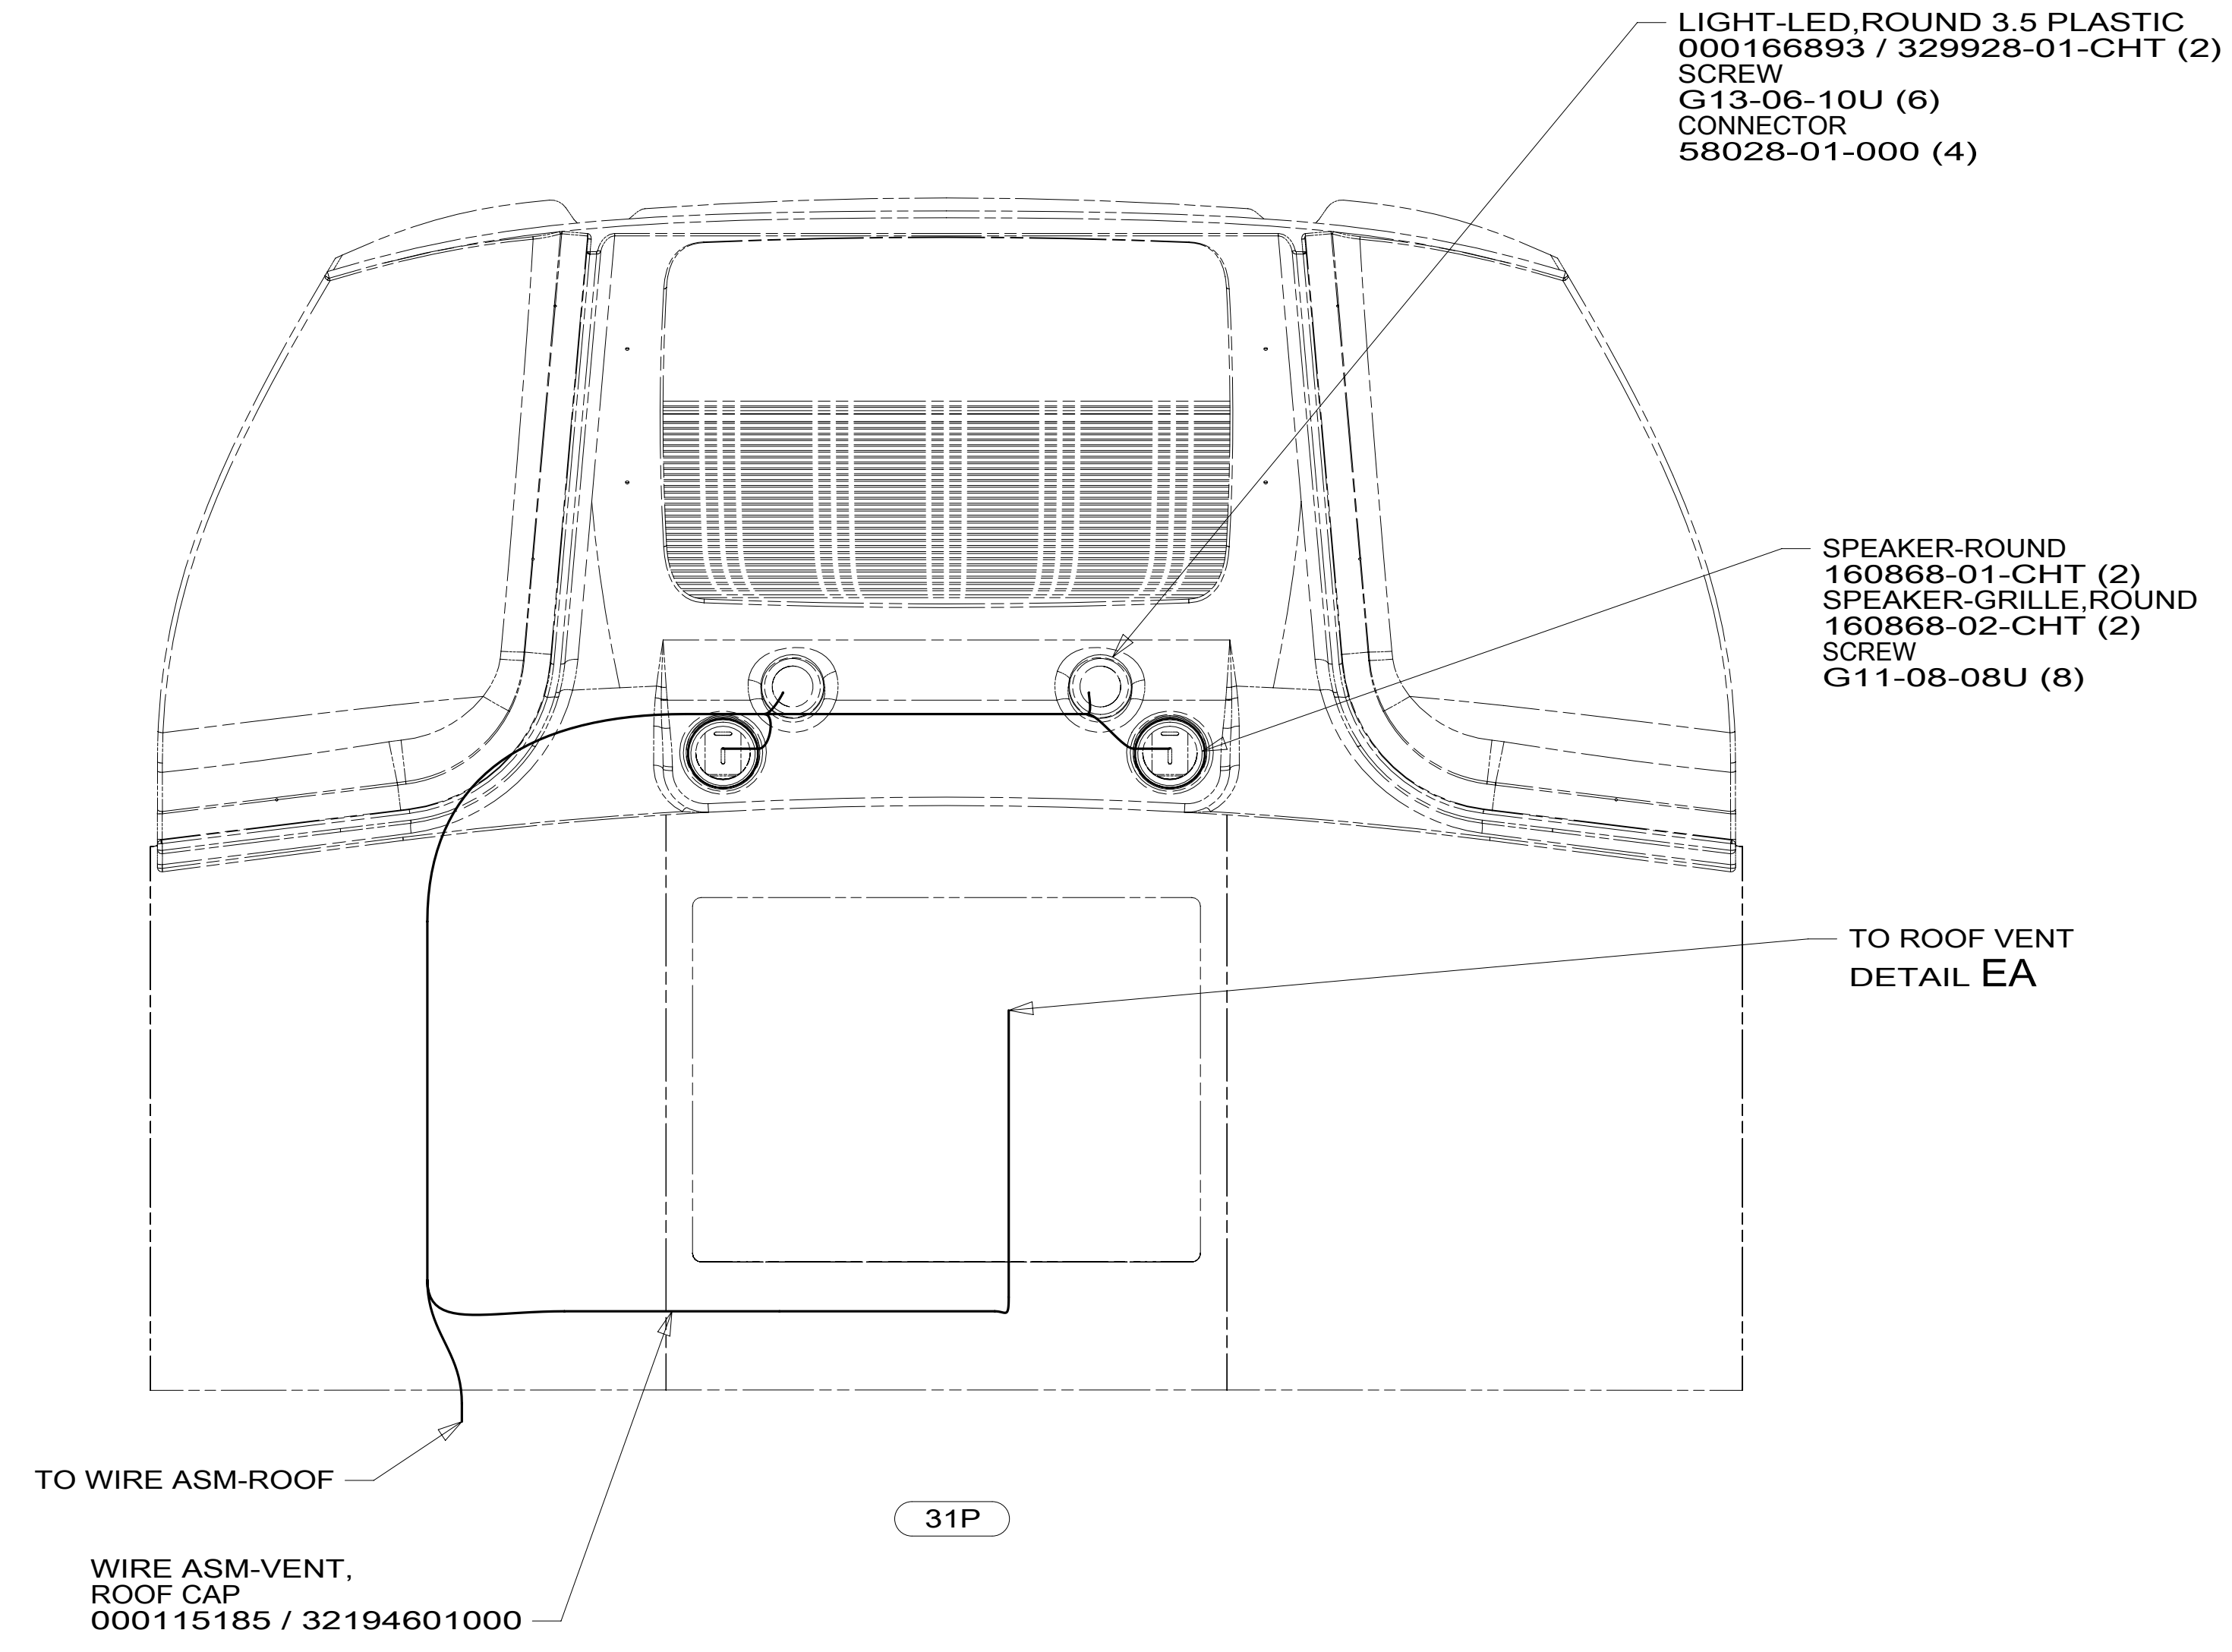 LIGHT-LED,ROUND 3.5 PLASTIC
000166893 / 329928-01-CHT (2)
SCREW
G13-06-10U (6)
CONNECTOR
58028-01-000 (4)
SPEAKER-ROUND
160868-01-CHT (2)
SPEAKER-GRILLE,ROUND
160868-02-CHT (2)
SCREW
G11-08-08U (8)
TO ROOF VENT
DETAIL EA
TO WIRE ASM-ROOF
31P
WIRE ASM-VENT,
ROOF CAP
000115185 / 32194601000